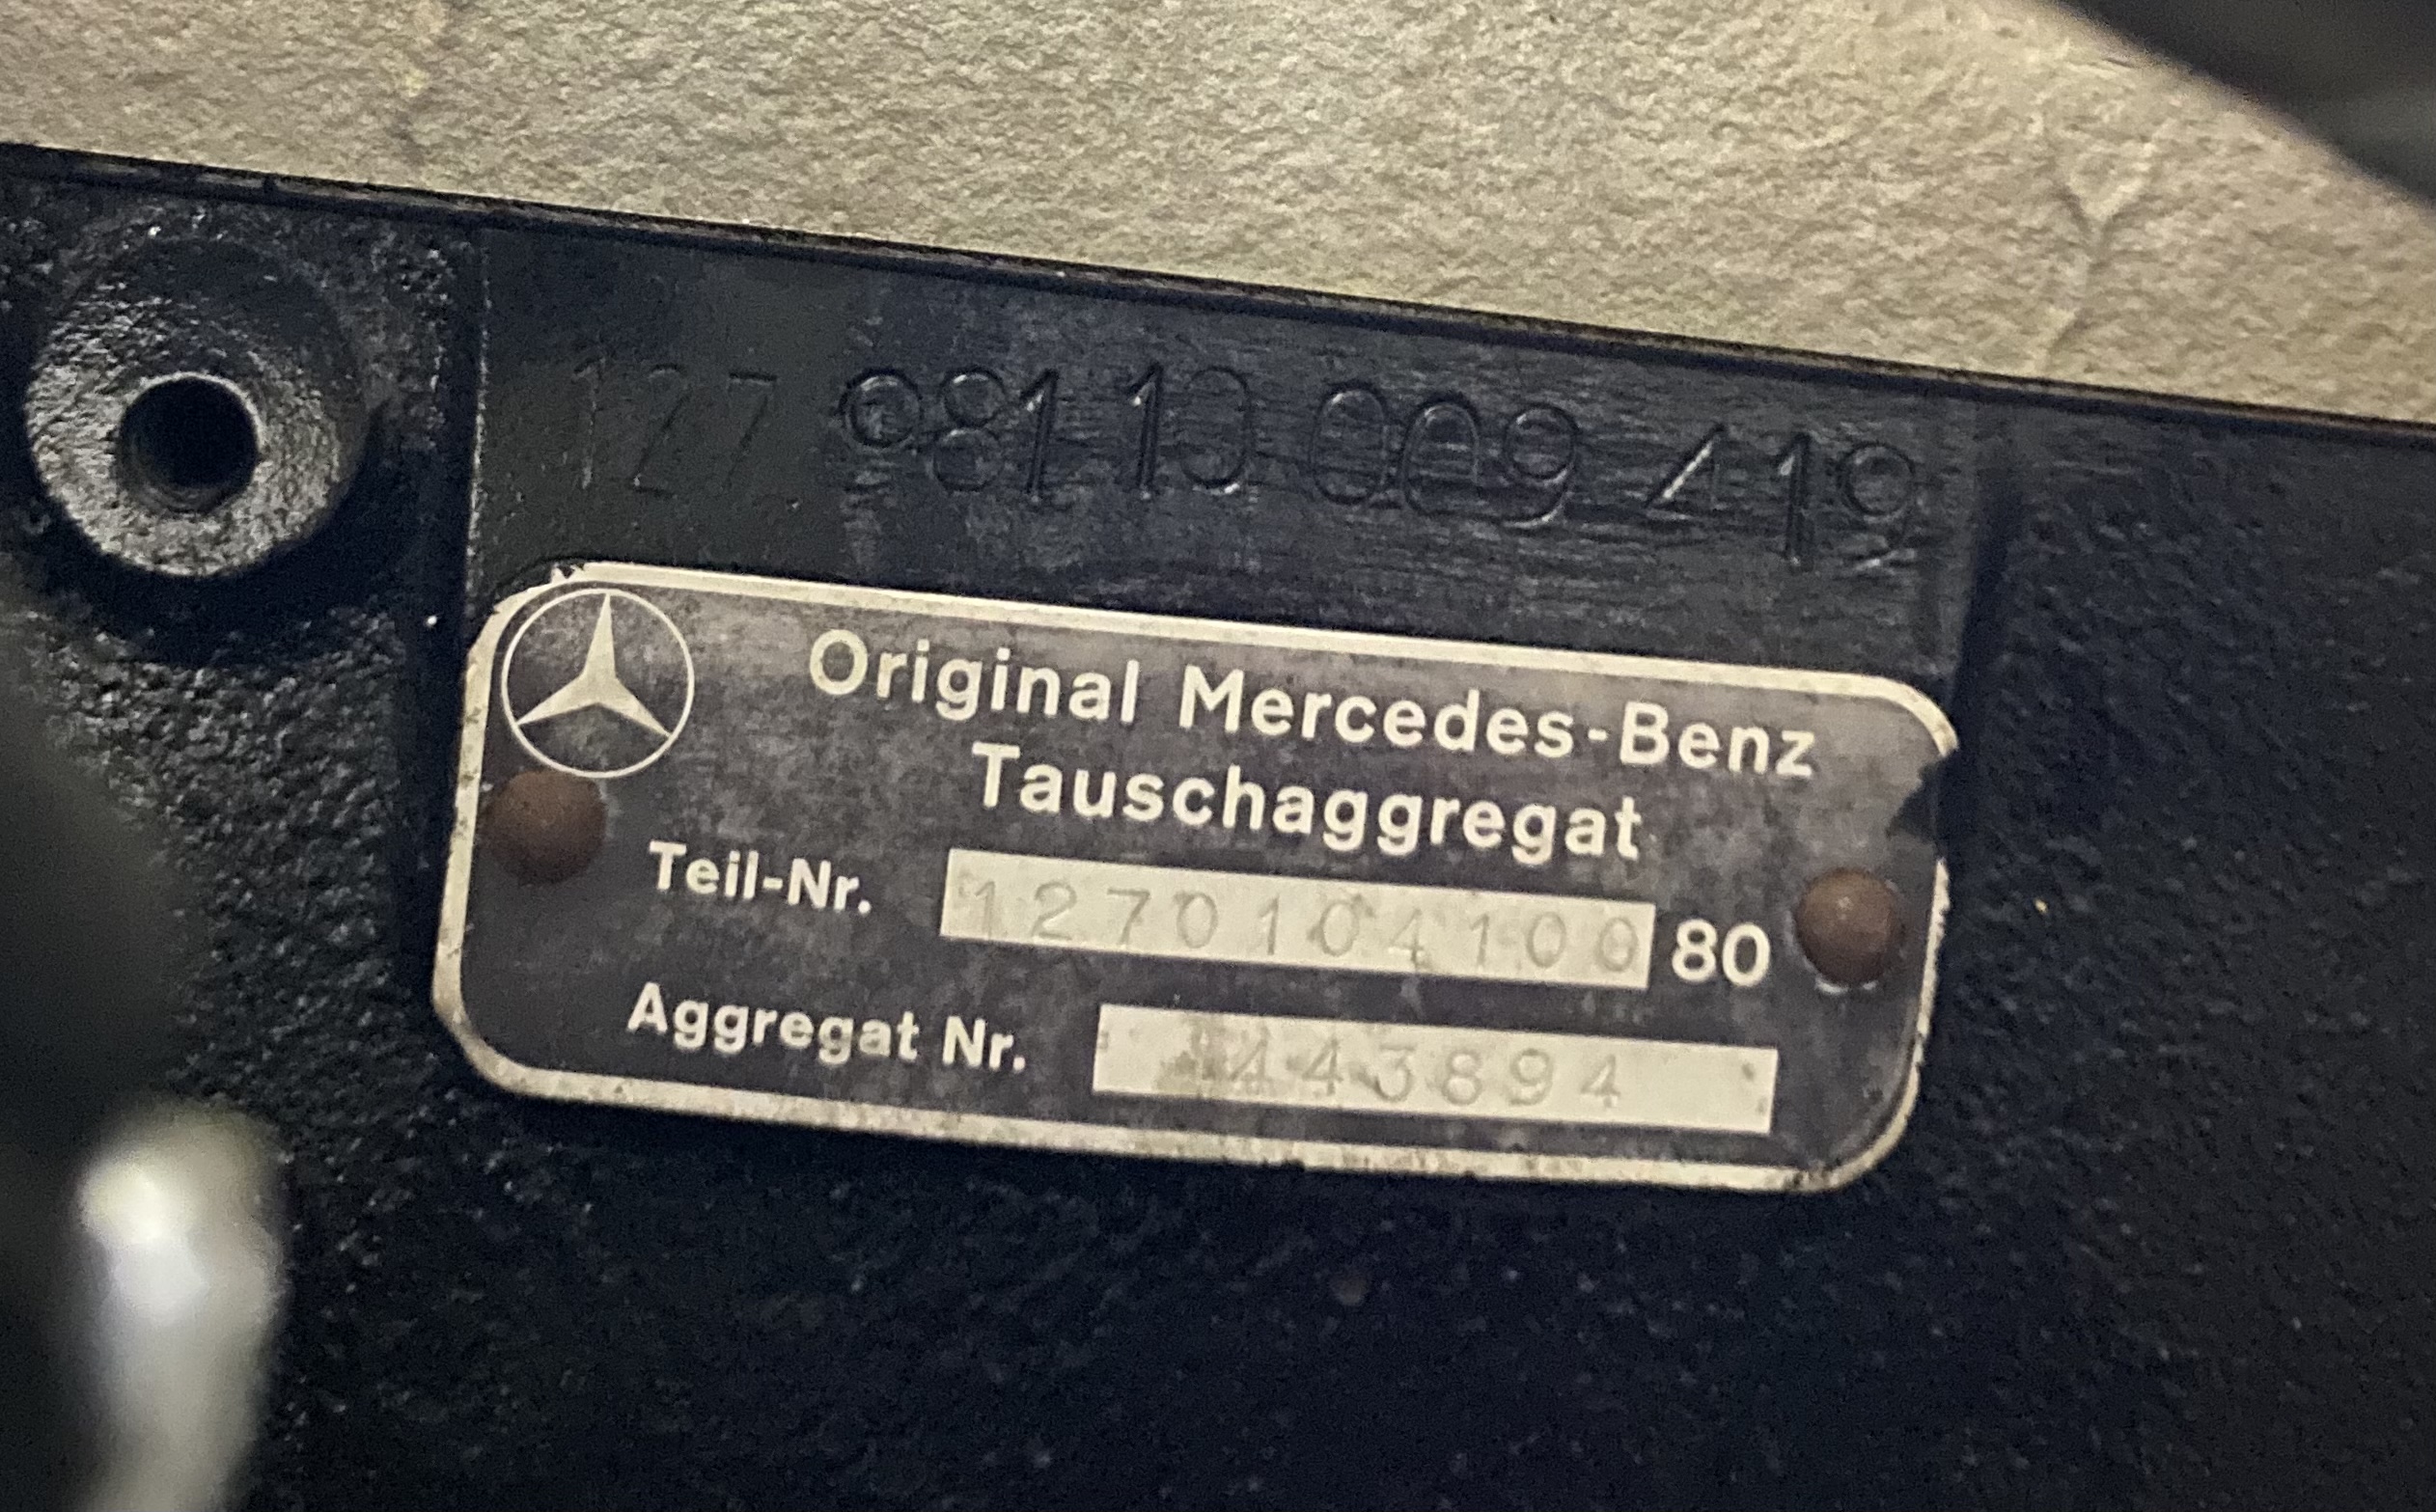 127 981 10 009 419
Original Mercedes-Benz
Tauschaggregat
Teil-Nr. 1270104100 80
Aggregat Nr.